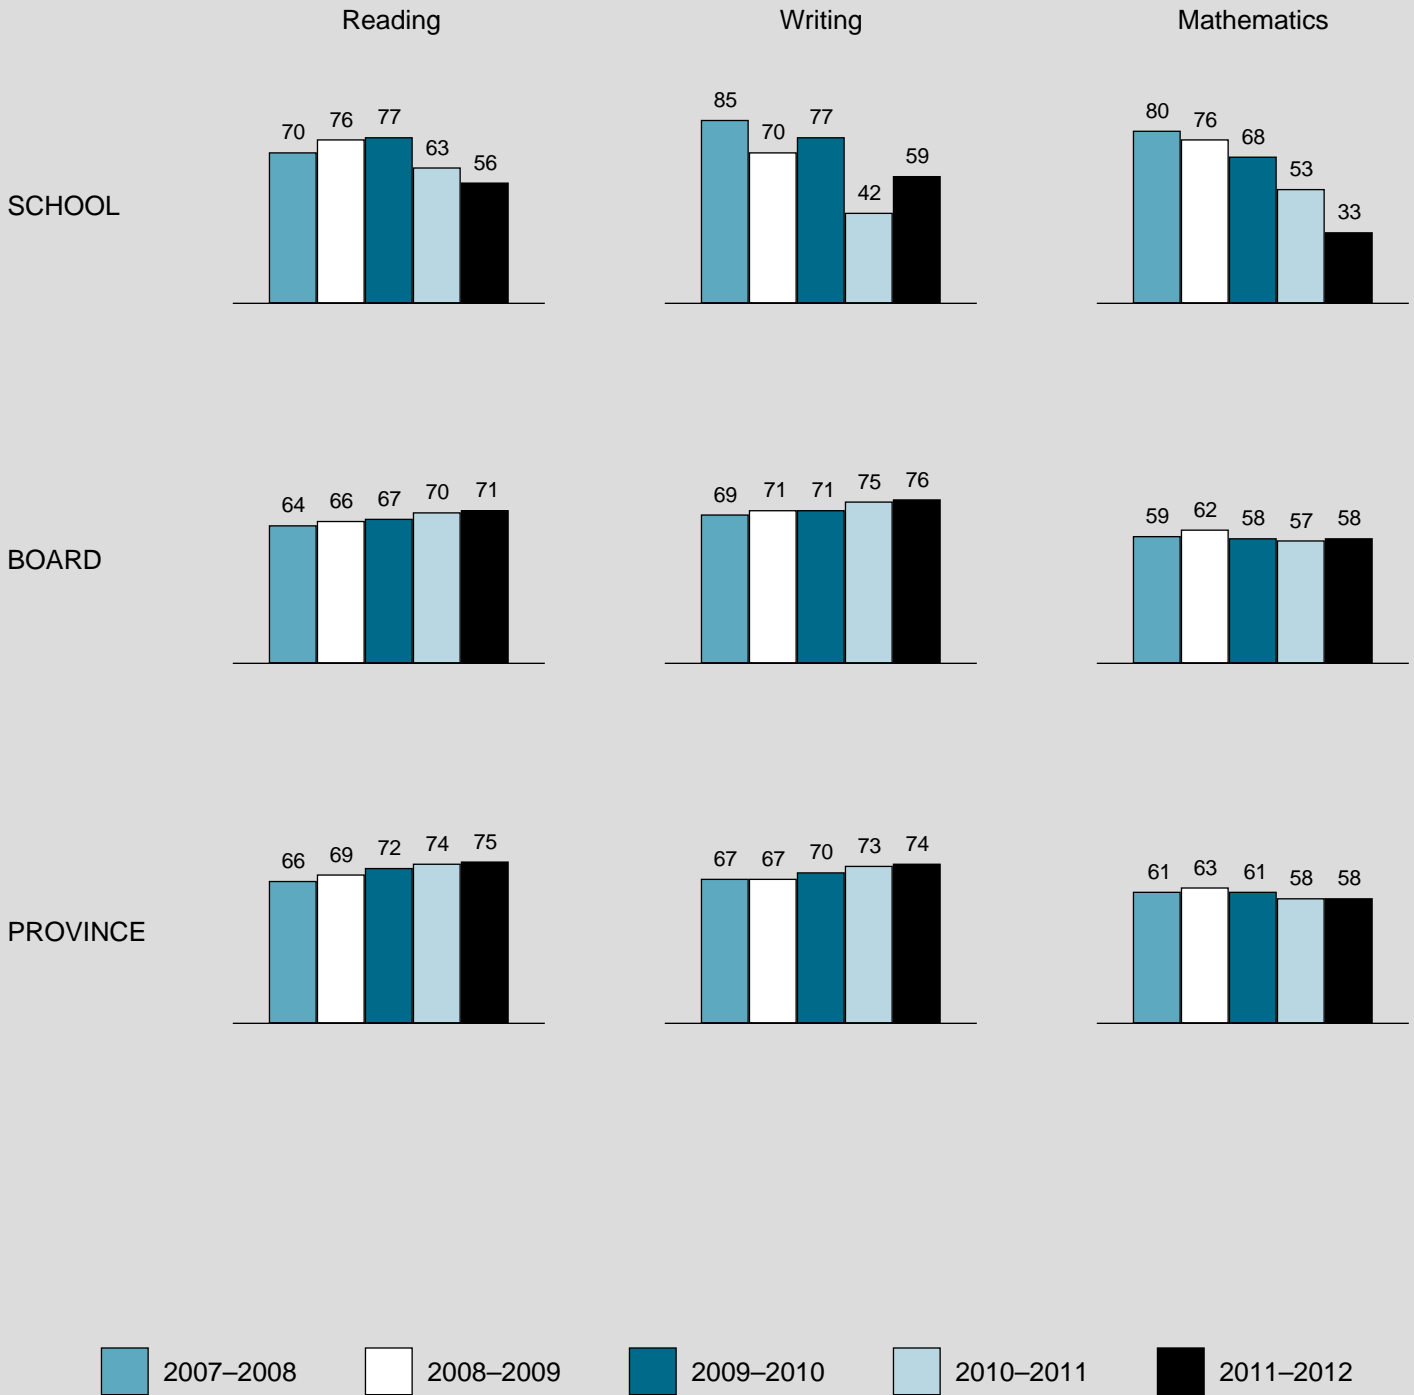 Reading Writing Mathematics
SCHOOL
70 76 77 63 56
85 70 77 42 59
80 76 68 53 33
BOARD
64 66 67 70 71
69 71 71 75 76
59 62 58 57 58
PROVINCE
66 69 72 74 75
67 67 70 73 74
61 63 61 58 58
2007–2008 2008–2009 2009–2010 2010–2011 2011–2012